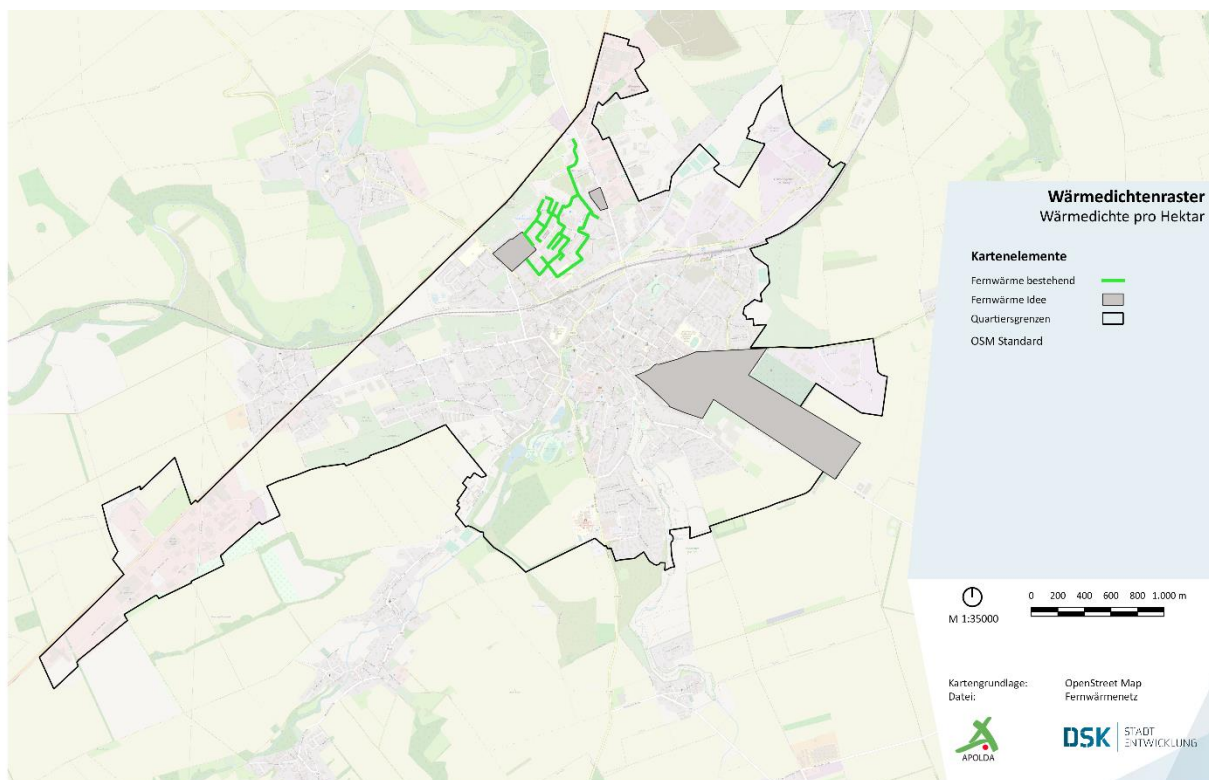 Wärmedichtenraster
Wärmedichte pro Hektar
Kartenelemente
Fernwärme bestehend
Fernwärme Idee
Quartiersgrenzen
OSM Standard
M 1:35000
0 200 400 600 800 1.000 m
Kartengrundlage: OpenStreet Map
Datei: Fernwärmenetz
APOLDA
DSK STADT
ENTWICKLUNG